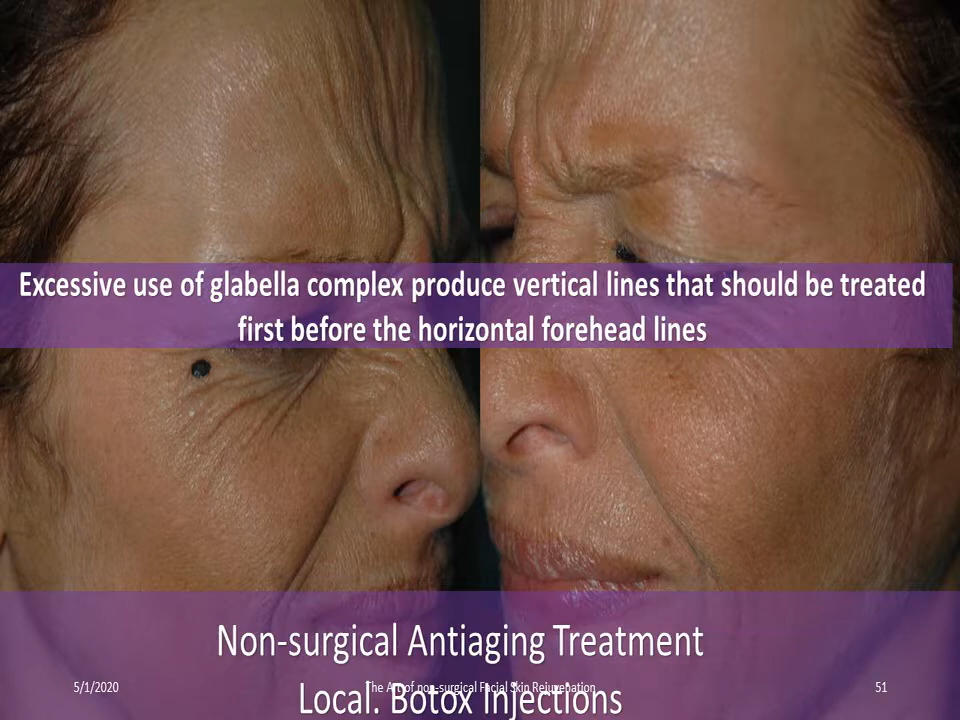 Excessive use of glabella complex produce vertical lines that should be treated
first before the horizontal forehead lines
Non-surgical Antiaging Treatment
Local: Botox Injections
5/1/2020
The Art of non-surgical Facial Skin Rejuvenation
51